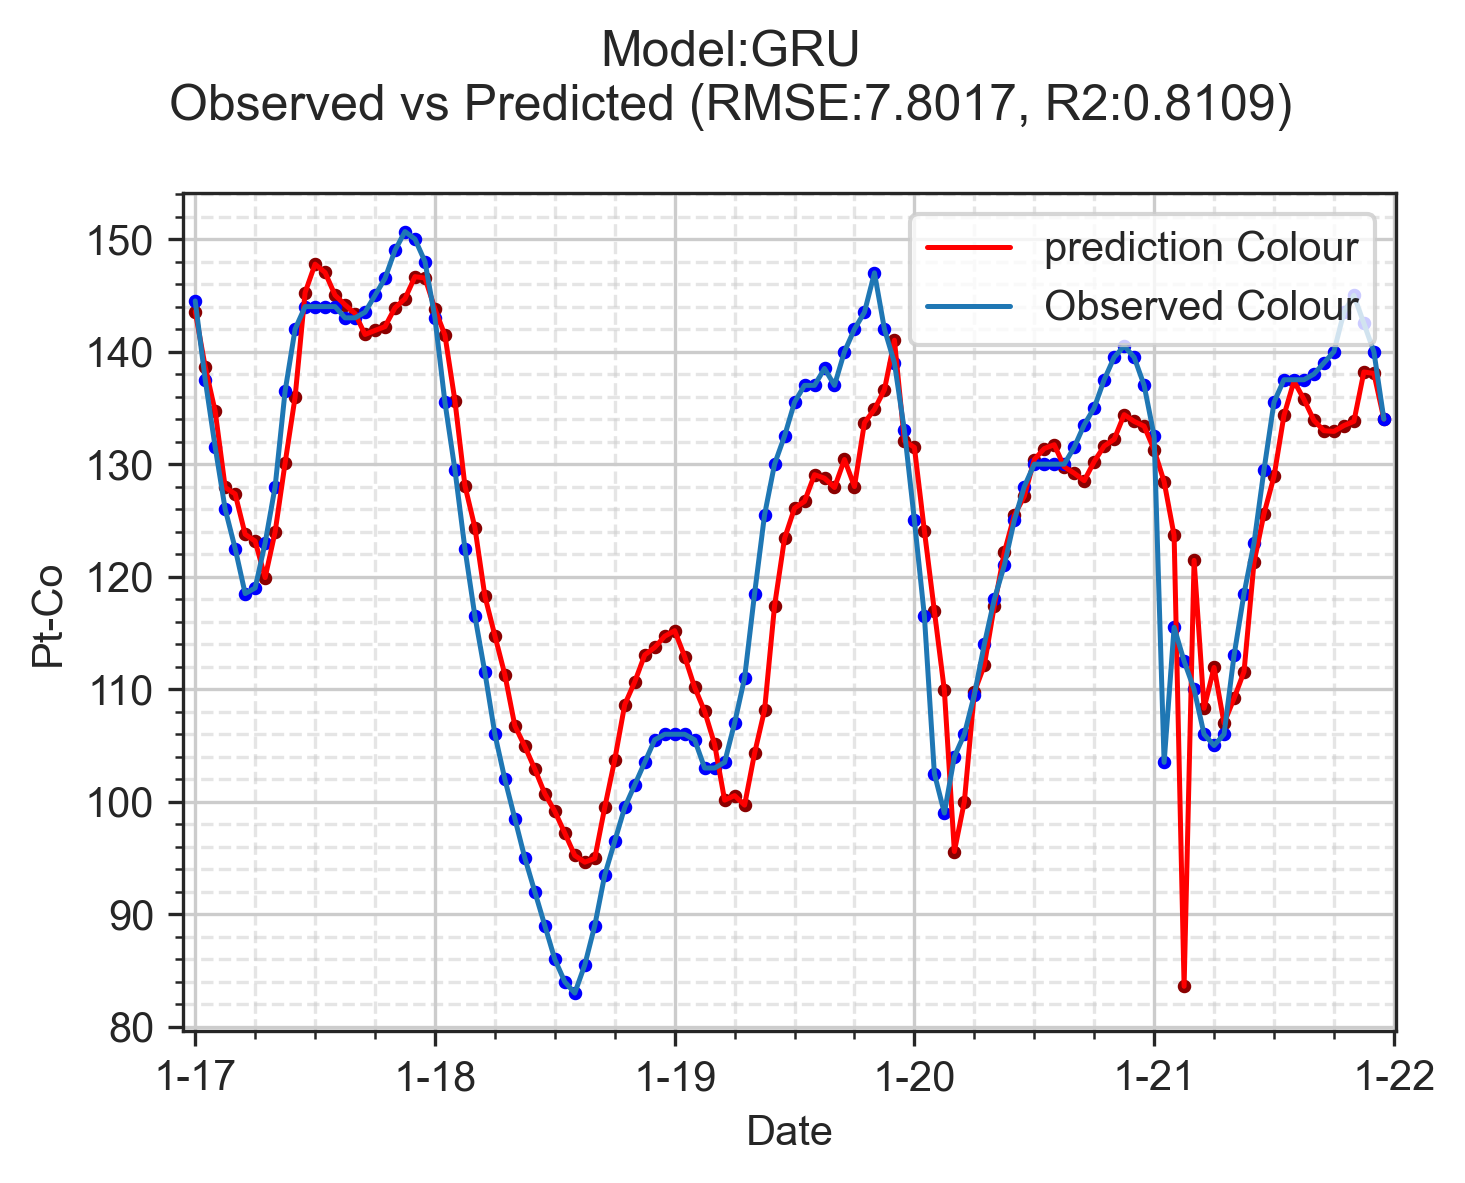 Model:GRU
Observed vs Predicted (RMSE:7.8017, R2:0.8109)
prediction Colour
Observed Colour
150
140
130
120
110
100
90
80
Pt-Co
1-17
1-18
1-19
1-20
1-21
1-22
Date